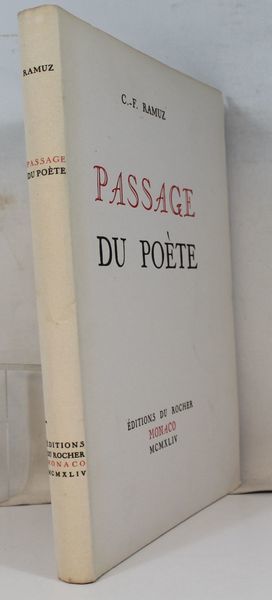 RAMUZ
PASSAGE
DU POÈTE
ÉDITIONS
DU ROCHER
MONACO
MCMXLIV
C.-F. RAMUZ
PASSAGE
DU POÈTE
ÉDITIONS DU ROCHER
MONACO
MCMXLIV